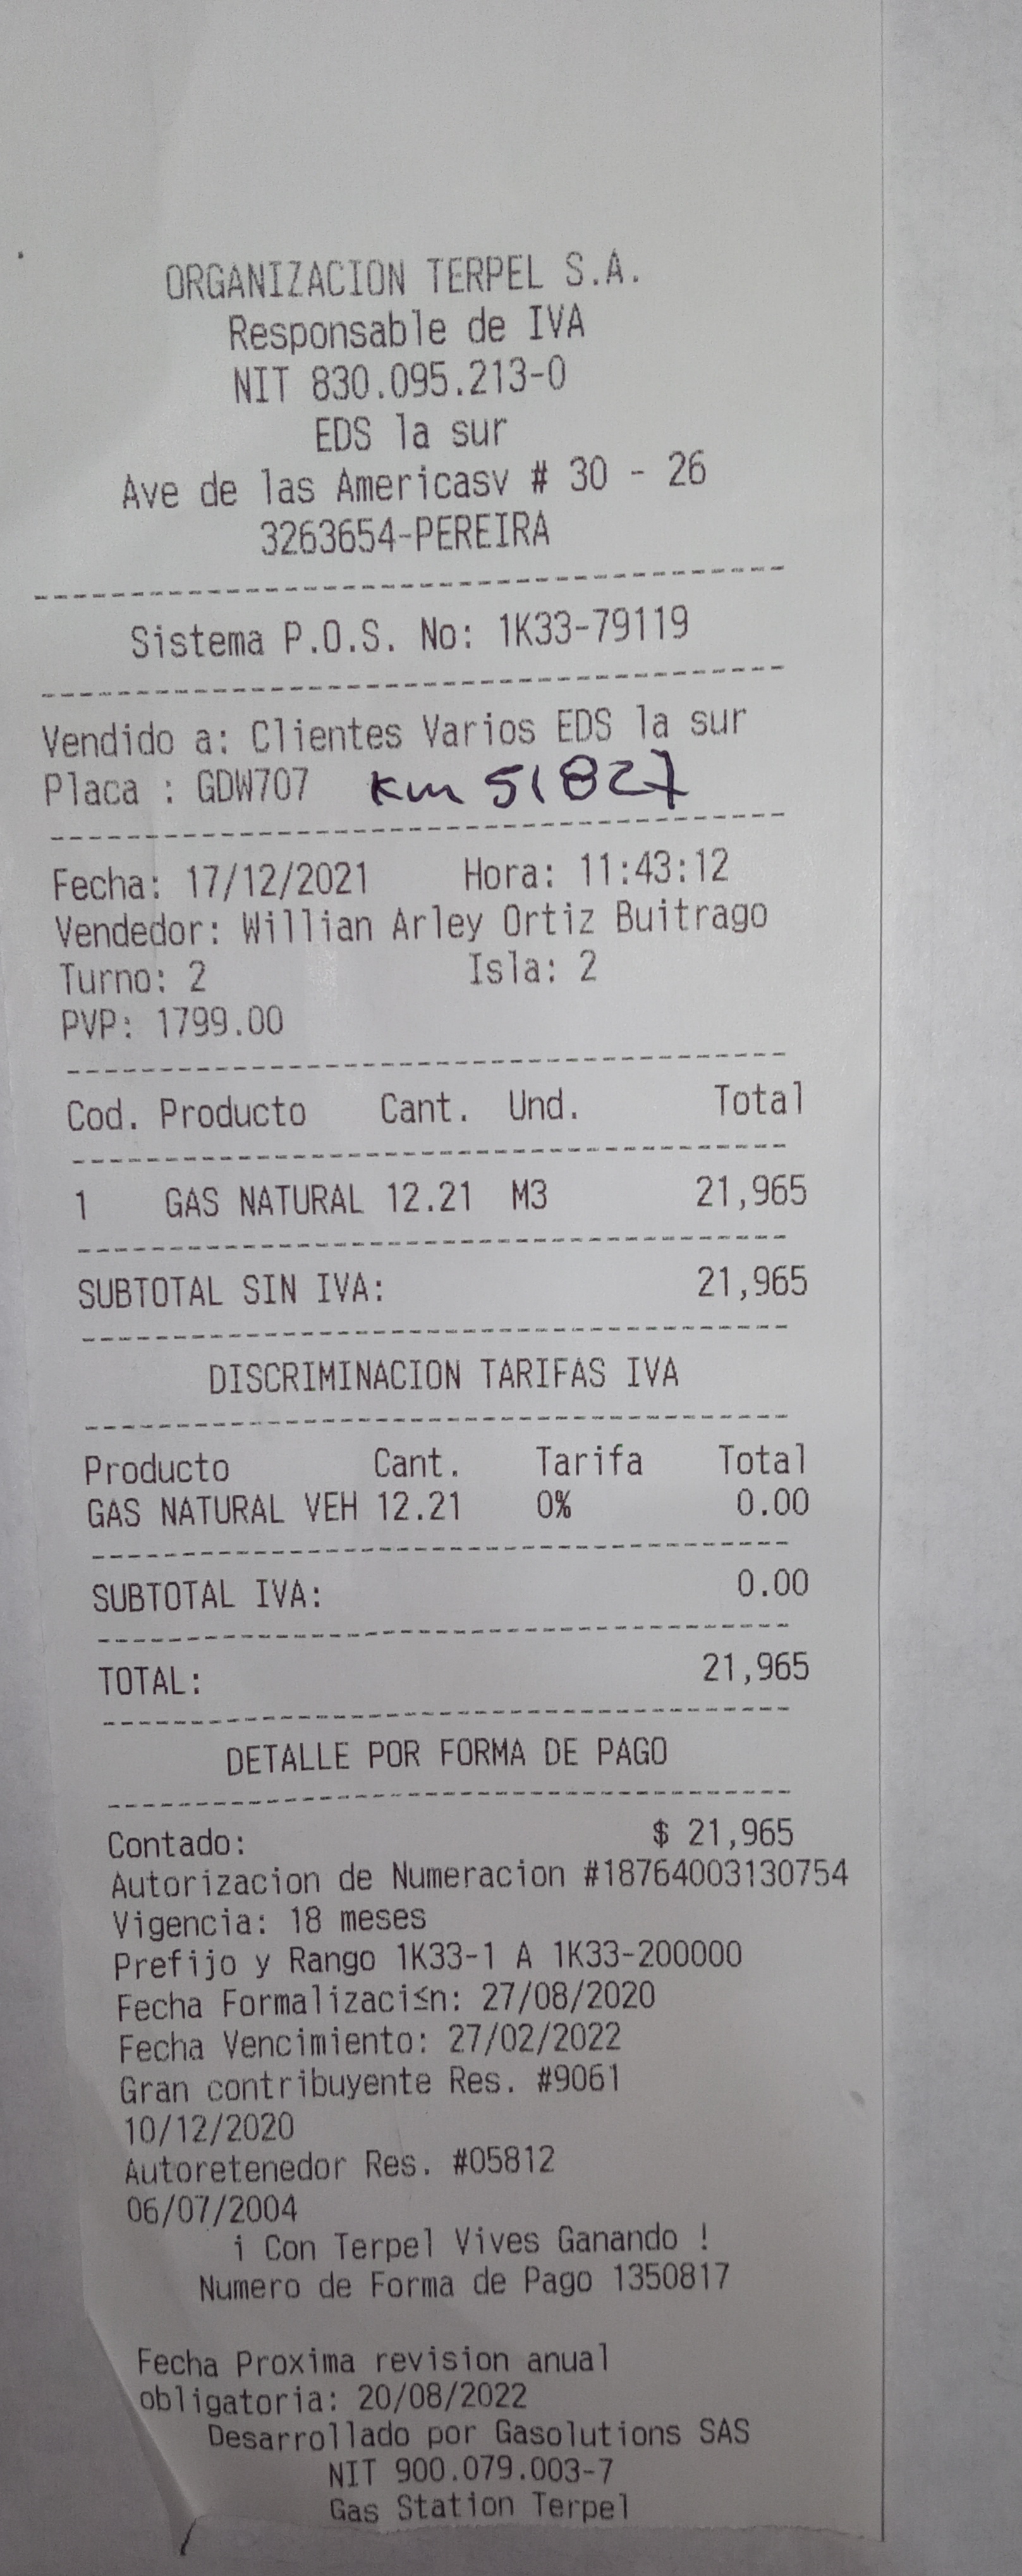 ORGANIZACION TERPEL S.A.
Responsable de IVA
NIT 830.095.213-0
EDS la sur
Ave de las Americasv # 30 - 26
3263654-PEREIRA
Sistema P.O.S. No: 1K33-79119
Vendido a: Clientes Varios EDS la sur
Placa : GDW707 Km 51827
Fecha: 17/12/2021 Hora: 11:43:12
Vendedor: Willian Arley Ortiz Buitrago
Turno: 2 Isla: 2
PVP: 1799.00
Cod. Producto Cant. Und. Total
1 GAS NATURAL 12.21 M3 21,965
SUBTOTAL SIN IVA: 21,965
DISCRIMINACION TARIFAS IVA
Producto Cant. Tarifa Total
GAS NATURAL VEH 12.21 0% 0.00
SUBTOTAL IVA: 0.00
TOTAL: 21,965
DETALLE POR FORMA DE PAGO
Contado: $ 21,965
Autorizacion de Numeracion #18764003130754
Vigencia: 18 meses
Prefijo y Rango 1K33-1 A 1K33-200000
Fecha Formalizaci≤n: 27/08/2020
Fecha Vencimiento: 27/02/2022
Gran contribuyente Res. #9061
10/12/2020
Autoretenedor Res. #05812
06/07/2004
¡ Con Terpel Vives Ganando !
Numero de Forma de Pago 1350817
Fecha Proxima revision anual
obligatoria: 20/08/2022
Desarrollado por Gasolutions SAS
NIT 900.079.003-7
Gas Station Terpel